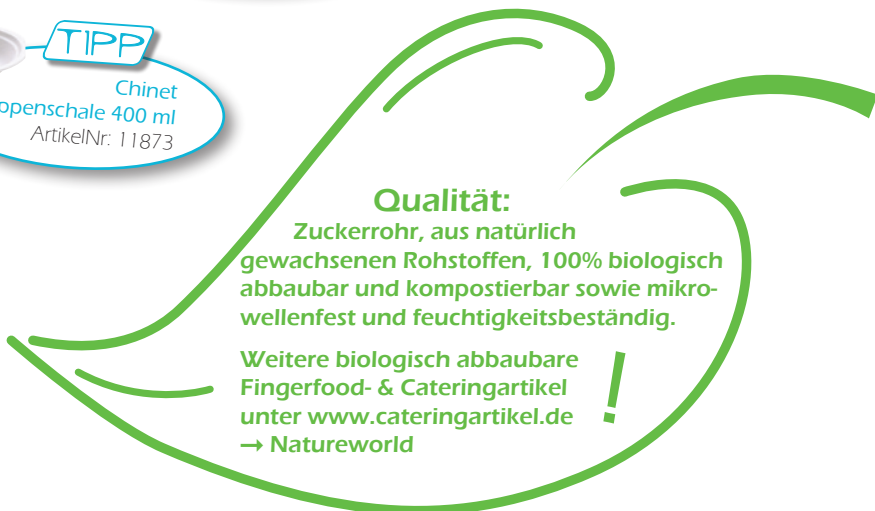 TIPP
Chinet
400 ml
ArtikelNr: 11873
Qualität:
Zuckerrohr, aus natürlich
gewachsenen Rohstoffen, 100% biologisch
abbaubar und kompostierbar sowie mikro-
wellenfest und feuchtigkeitsbeständig.
Weitere biologisch abbaubare
Fingerfood- & Cateringartikel
unter www.cateringartikel.de
→ Natureworld
!